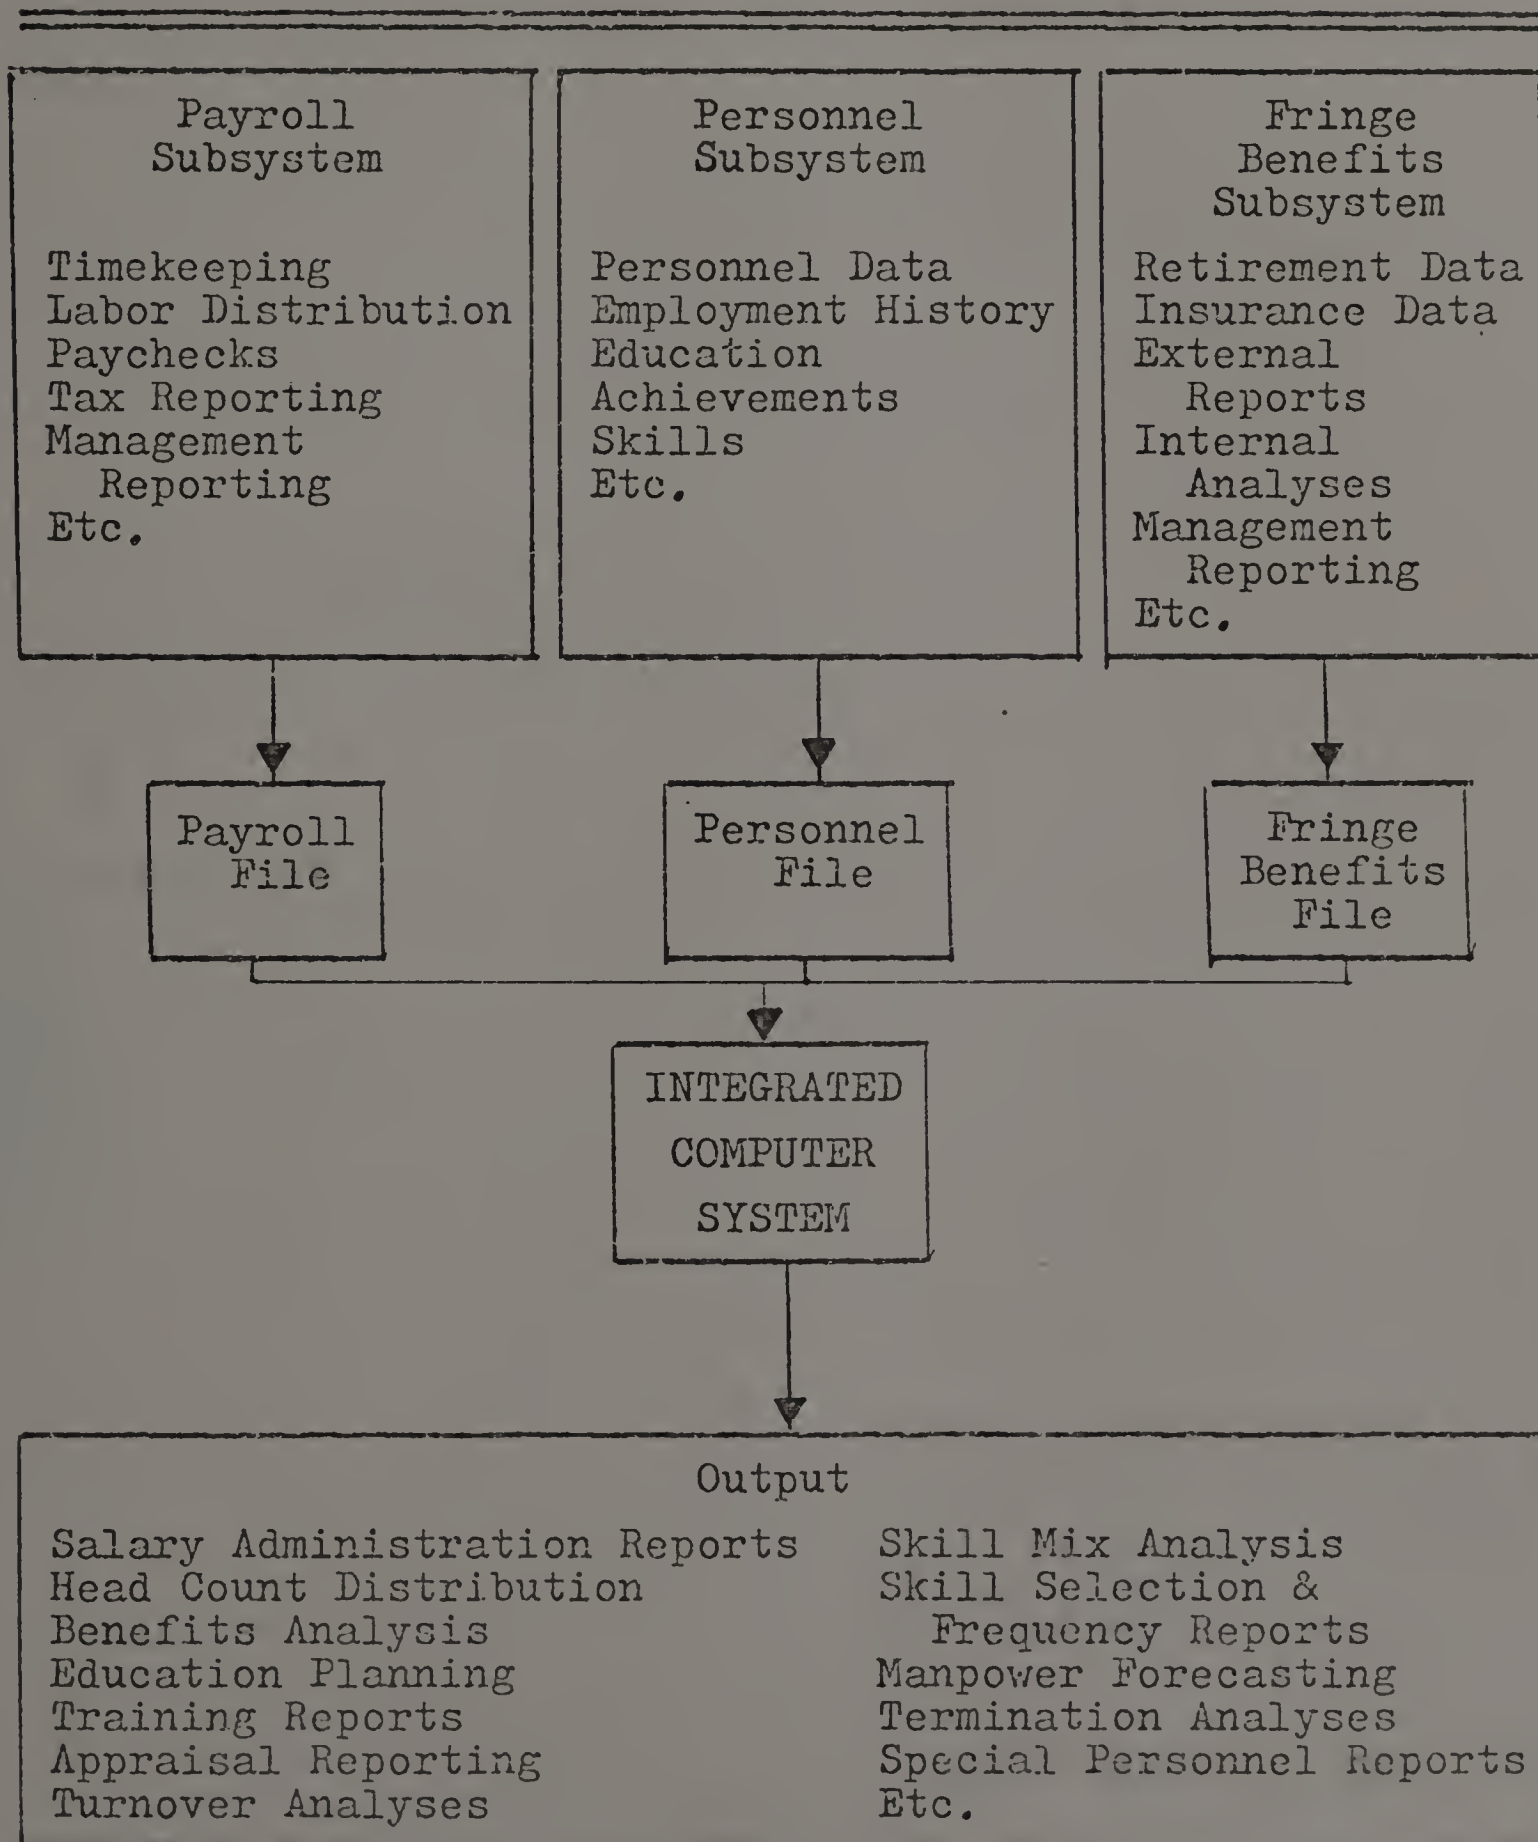 Payroll
Subsystem
Timekeeping
Labor Distribution
Paychecks
Tax Reporting
Management
Reporting
Etc.
Personnel
Subsystem
Personnel Data
Employment History
Education
Achievements
Skills
Etc.
Fringe
Benefits
Subsystem
Retirement Data
Insurance Data
External
Reports
Internal
Analyses
Management
Reporting
Etc.
Payroll
File
Personnel
File
Fringe
Benefits
File
INTEGRATED
COMPUTER
SYSTEM
Output
Salary Administration Reports
Head Count Distribution
Benefits Analysis
Education Planning
Training Reports
Appraisal Reporting
Turnover Analyses
Skill Mix Analysis
Skill Selection &
Frequency Reports
Manpower Forecasting
Termination Analyses
Special Personnel Reports
Etc.